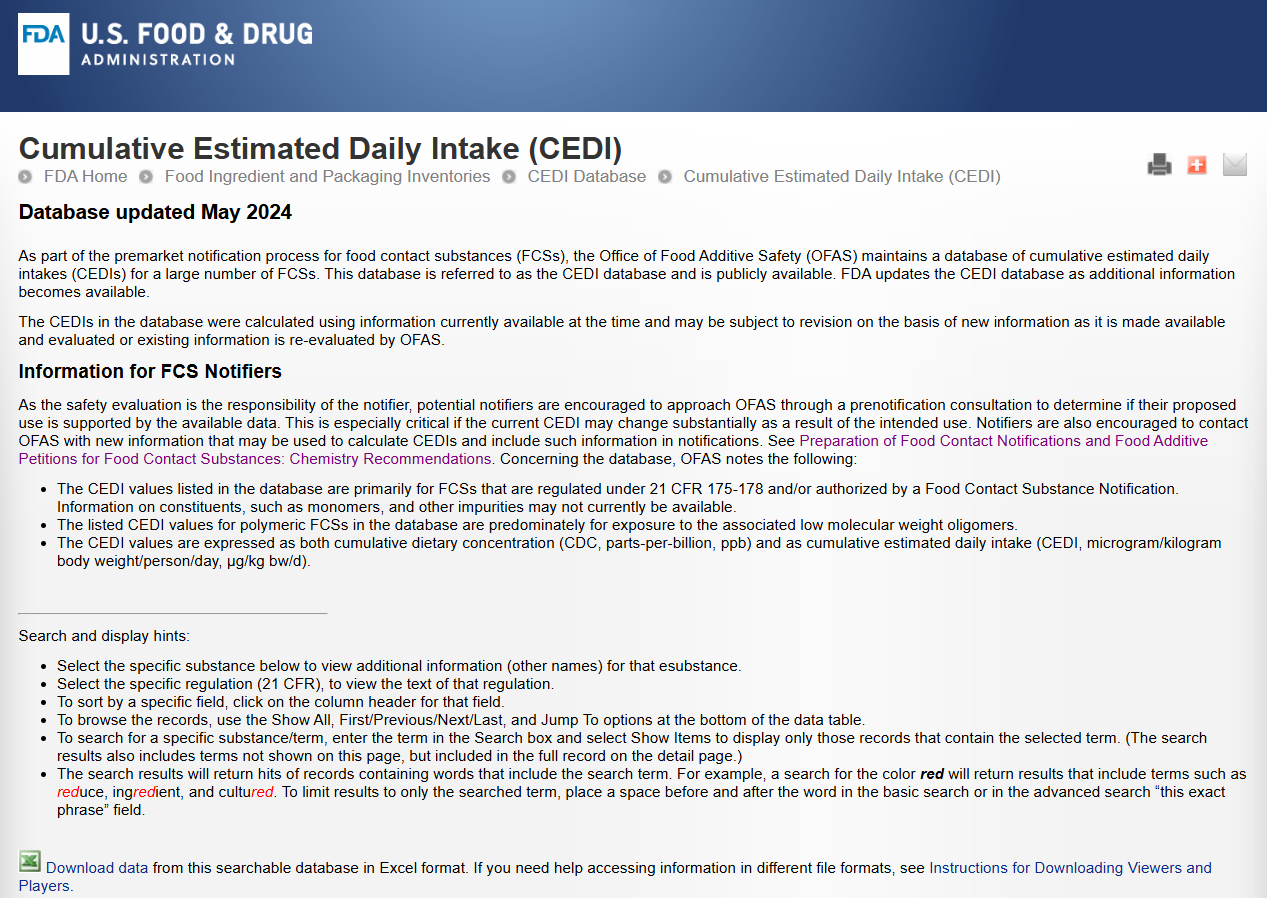 FDA U.S. FOOD & DRUG
ADMINISTRATION
Cumulative Estimated Daily Intake (CEDI)
FDA Home Food Ingredient and Packaging Inventories CEDI Database Cumulative Estimated Daily Intake (CEDI)
Database updated May 2024
As part of the premarket notification process for food contact substances (FCSs), the Office of Food Additive Safety (OFAS) maintains a database of cumulative estimated daily
intakes (CEDIs) for a large number of FCSs. This database is referred to as the CEDI database and is publicly available. FDA updates the CEDI database as additional information
becomes available.
The CEDIs in the database were calculated using information currently available at the time and may be subject to revision on the basis of new information as it is made available
and evaluated or existing information is re-evaluated by OFAS.
Information for FCS Notifiers
As the safety evaluation is the responsibility of the notifier, potential notifiers are encouraged to approach OFAS through a prenotification consultation to determine if their proposed
use is supported by the available data. This is especially critical if the current CEDI may change substantially as a result of the intended use. Notifiers are also encouraged to contact
OFAS with new information that may be used to calculate CEDIs and include such information in notifications. See Preparation of Food Contact Notifications and Food Additive
Petitions for Food Contact Substances: Chemistry Recommendations. Concerning the database, OFAS notes the following:
• The CEDI values listed in the database are primarily for FCSs that are regulated under 21 CFR 175-178 and/or authorized by a Food Contact Substance Notification.
Information on constituents, such as monomers, and other impurities may not currently be available.
• The listed CEDI values for polymeric FCSs in the database are predominately for exposure to the associated low molecular weight oligomers.
• The CEDI values are expressed as both cumulative dietary concentration (CDC, parts-per-billion, ppb) and as cumulative estimated daily intake (CEDI, microgram/kilogram
body weight/person/day, µg/kg bw/d).
Search and display hints:
• Select the specific substance below to view additional information (other names) for that esubstance.
• Select the specific regulation (21 CFR), to view the text of that regulation.
• To sort by a specific field, click on the column header for that field.
• To browse the records, use the Show All, First/Previous/Next/Last, and Jump To options at the bottom of the data table.
• To search for a specific substance/term, enter the term in the Search box and select Show Items to display only those records that contain the selected term. (The search
results also includes terms not shown on this page, but included in the full record on the detail page.)
• The search results will return hits of records containing words that include the search term. For example, a search for the color red will return results that include terms such as
reduce, ingredient, and cultured. To limit results to only the searched term, place a space before and after the word in the basic search or in the advanced search “this exact
phrase” field.
Download data from this searchable database in Excel format. If you need help accessing information in different file formats, see Instructions for Downloading Viewers and
Players.